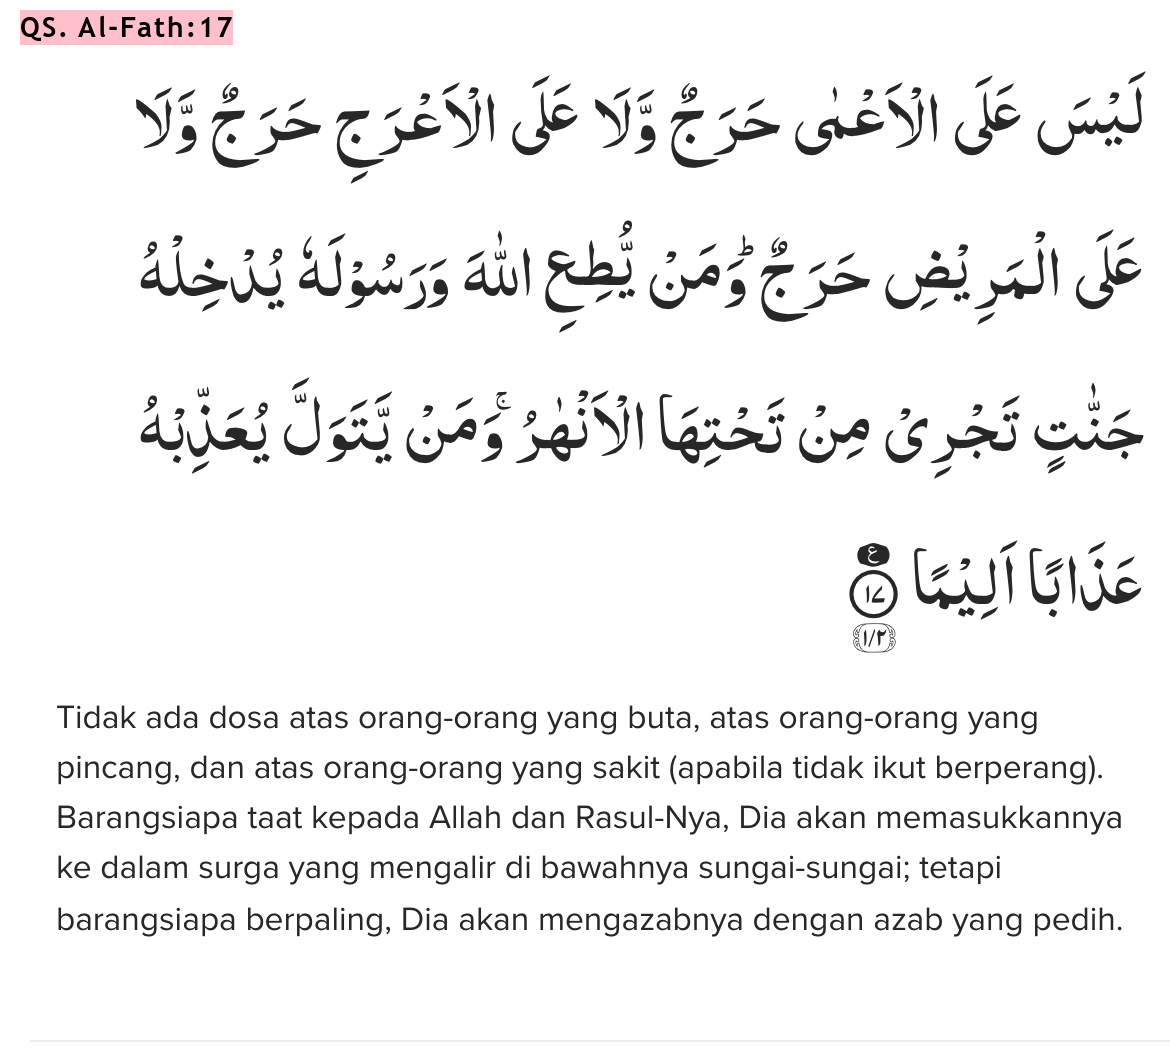 QS. Al-Fath:17
لَيْسَ عَلَى الْاَعْمٰى حَرَجٌ وَّلَا عَلَى الْاَعْرَجِ حَرَجٌ وَّلَا
عَلَى الْمَرِيْضِ حَرَجٌ ۗوَمَنْ يُّطِعِ اللّٰهَ وَرَسُوْلَهٗ يُدْخِلْهُ
جَنّٰتٍ تَجْرِيْ مِنْ تَحْتِهَا الْاَنْهٰرُ ۚوَمَنْ يَّتَوَلَّ يُعَذِّبْهُ
عَذَابًا اَلِيْمًا ࣖ ١٧
١/٢
Tidak ada dosa atas orang-orang yang buta, atas orang-orang yang
pincang, dan atas orang-orang yang sakit (apabila tidak ikut berperang).
Barangsiapa taat kepada Allah dan Rasul-Nya, Dia akan memasukkannya
ke dalam surga yang mengalir di bawahnya sungai-sungai; tetapi
barangsiapa berpaling, Dia akan mengazabnya dengan azab yang pedih.